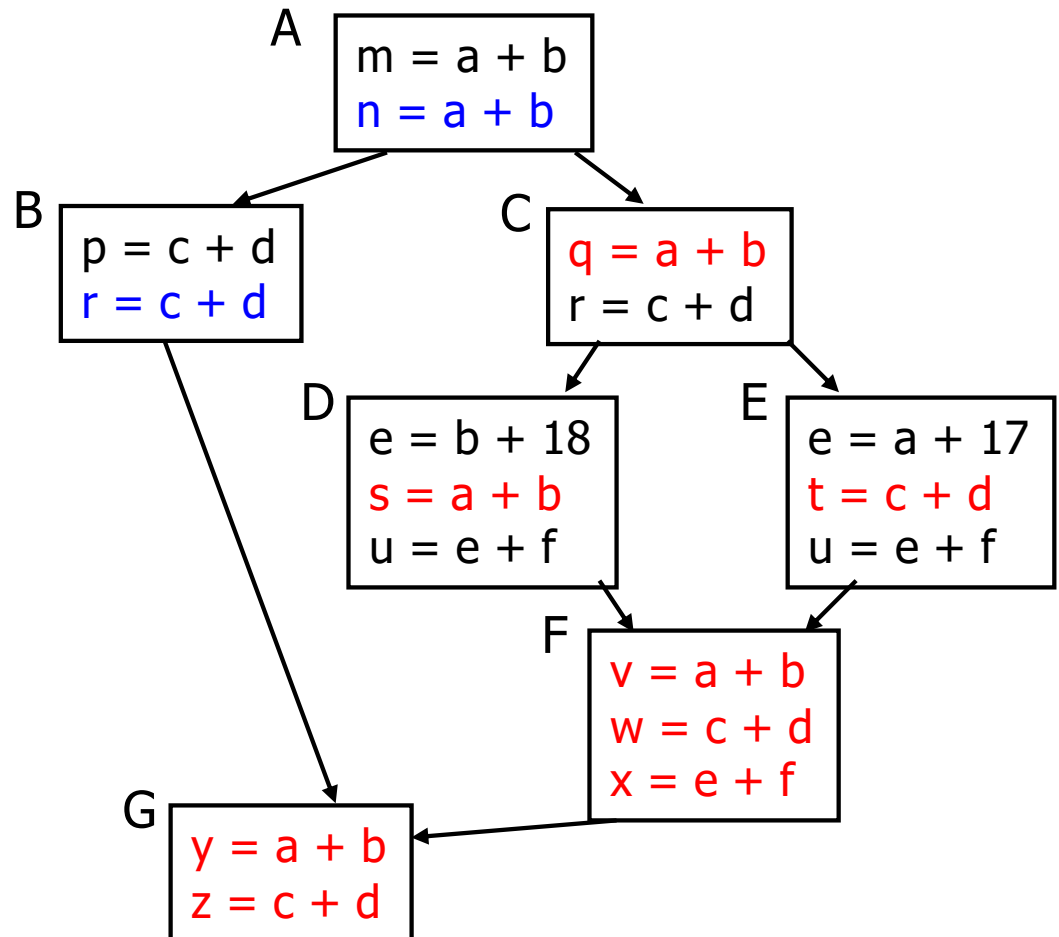 A
m = a + b
n = a + b
B
p = c + d
r = c + d
C
q = a + b
r = c + d
D
e = b + 18
s = a + b
u = e + f
E
e = a + 17
t = c + d
u = e + f
F
v = a + b
w = c + d
x = e + f
G
y = a + b
z = c + d